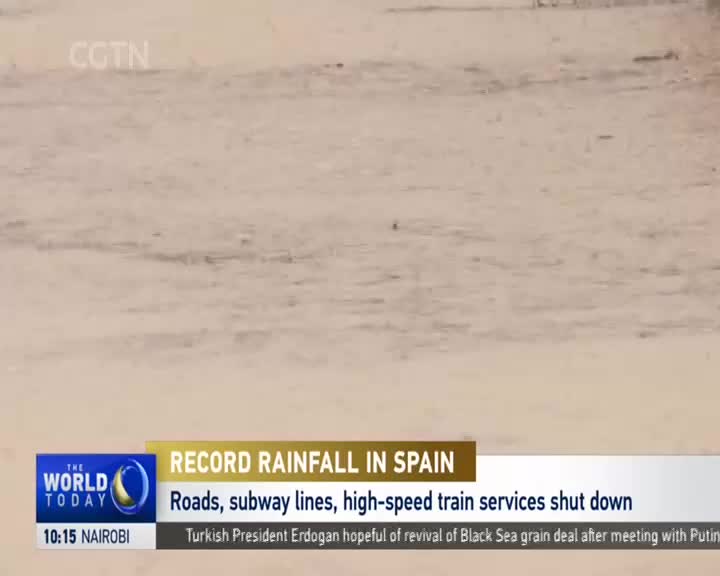 CGTN
RECORD RAINFALL IN SPAIN
THE
WORLD
TODAY
Roads, subway lines, high-speed train services shut down
10:15 NAIROBI
Turkish President Erdogan hopeful of revival of Black Sea grain deal after meeting with Putin